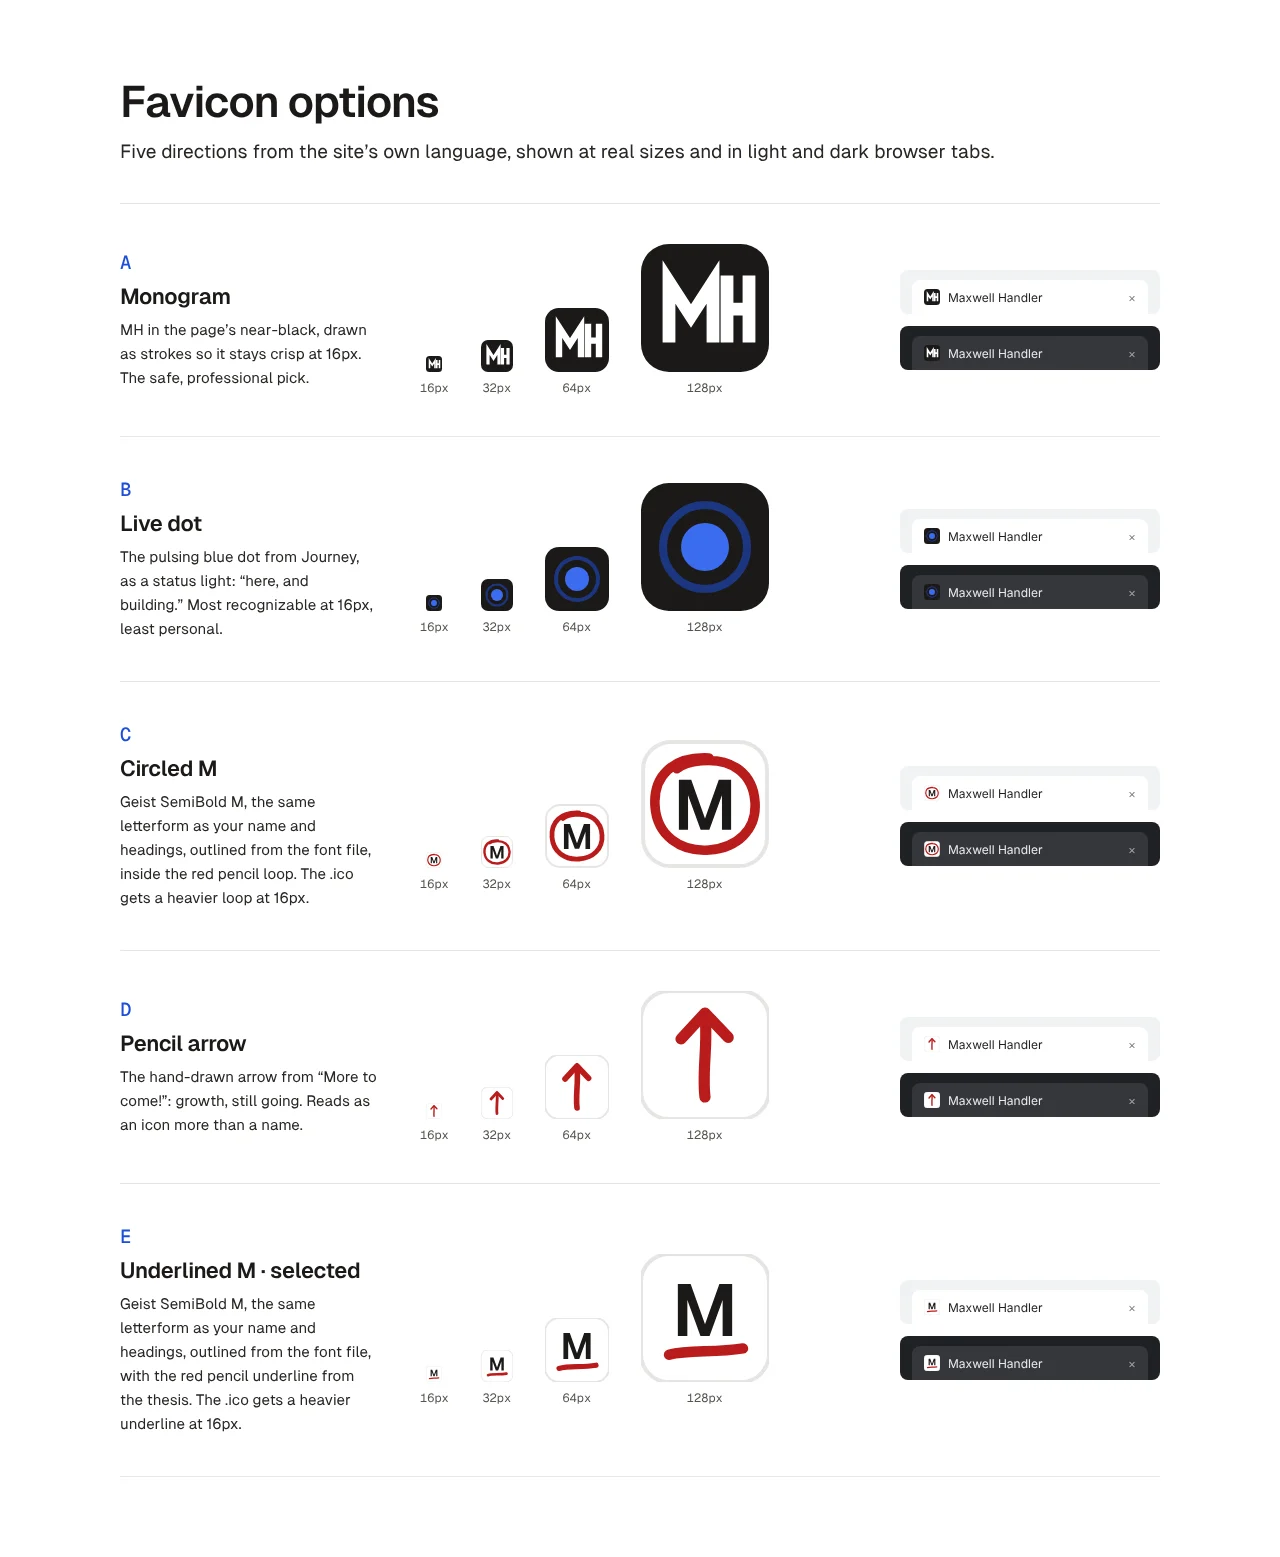 Favicon options
Five directions from the site’s own language, shown at real sizes and in light and dark browser tabs.
A
Monogram
MH in the page’s near-black, drawn
as strokes so it stays crisp at 16px.
The safe, professional pick.
MH
MH
MH
MH
16px
32px
64px
128px
MH Maxwell Handler ×
MH Maxwell Handler ×
B
Live dot
The pulsing blue dot from Journey,
as a status light: “here, and
building.” Most recognizable at 16px,
least personal.
16px
32px
64px
128px
Maxwell Handler ×
Maxwell Handler ×
C
Circled M
Geist SemiBold M, the same
letterform as your name and
headings, outlined from the font file,
inside the red pencil loop. The .ico
gets a heavier loop at 16px.
M
M
M
M
16px
32px
64px
128px
M Maxwell Handler ×
M Maxwell Handler ×
D
Pencil arrow
The hand-drawn arrow from “More to
come!”: growth, still going. Reads as
an icon more than a name.
16px
32px
64px
128px
Maxwell Handler ×
Maxwell Handler ×
E
Underlined M · selected
Geist SemiBold M, the same
letterform as your name and
headings, outlined from the font file,
with the red pencil underline from
the thesis. The .ico gets a heavier
underline at 16px.
M
M
M
M
16px
32px
64px
128px
M Maxwell Handler ×
M Maxwell Handler ×